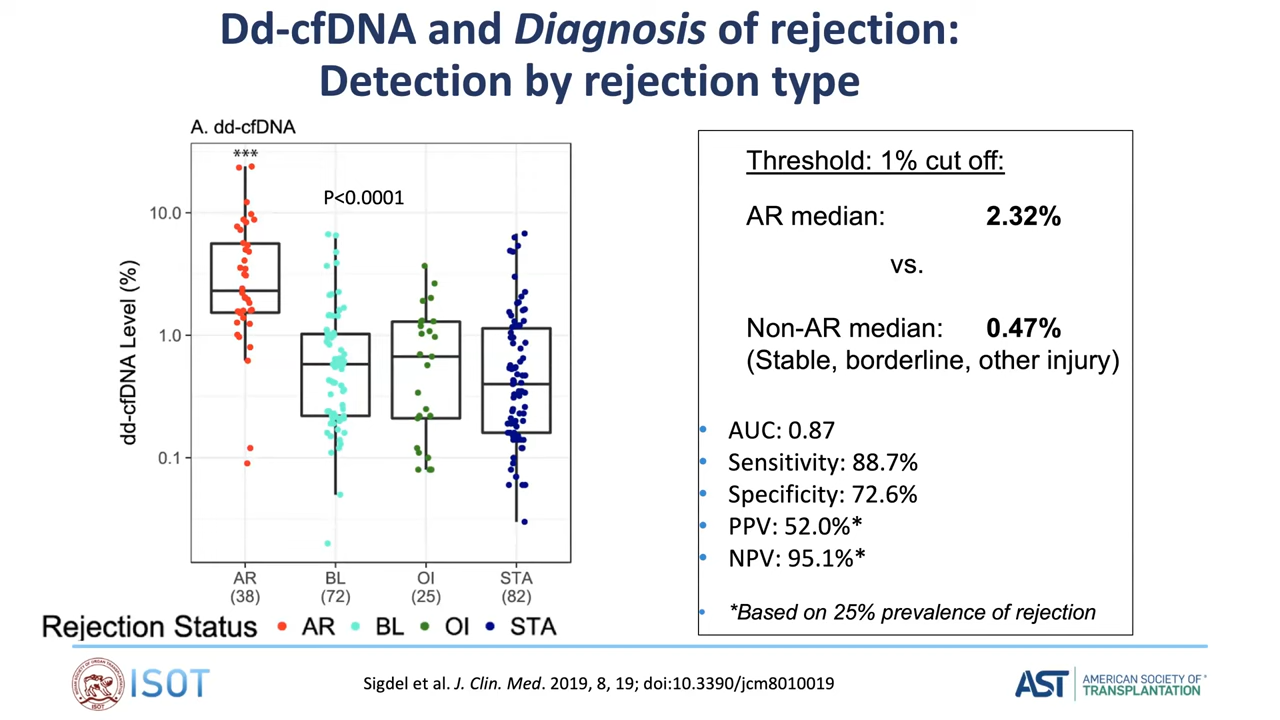 Dd-cfDNA and Diagnosis of rejection:
Detection by rejection type
A. dd-cfDNA
***
P<0.0001
10.0
1.0
0.1
dd-cfDNA Level (%)
AR BL OI STA
(38) (72) (25) (82)
Rejection Status AR BL OI STA
Threshold: 1% cut off:
AR median: 2.32%
vs.
Non-AR median: 0.47%
(Stable, borderline, other injury)
• AUC: 0.87
• Sensitivity: 88.7%
• Specificity: 72.6%
• PPV: 52.0%*
• NPV: 95.1%*
• *Based on 25% prevalence of rejection
ISOT
Sigdel et al. J. Clin. Med. 2019, 8, 19; doi:10.3390/jcm8010019
AST
AMERICAN SOCIETY OF
TRANSPLANTATION